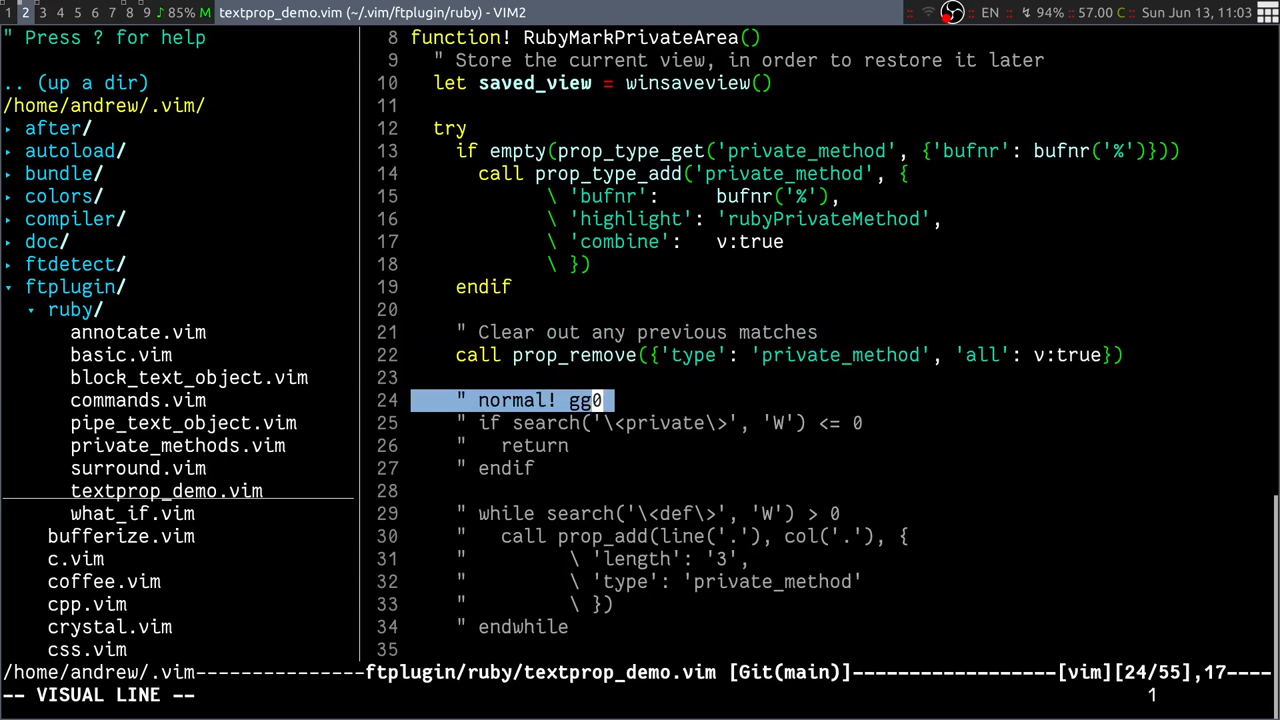 1 2 3 4 5 6 7 8 9 ♪ 85% M textprop_demo.vim (~/.vim/ftplugin/ruby) - VIM2 :: :: EN :: ↯ 94% :: 57.00 C :: Sun Jun 13, 11:03
" Press ? for help
.. (up a dir)
/home/andrew/.vim/
▸ after/
▸ autoload/
▸ bundle/
▸ colors/
▸ compiler/
▸ doc/
▸ ftdetect/
▾ ftplugin/
▾ ruby/
annotate.vim
basic.vim
block_text_object.vim
commands.vim
pipe_text_object.vim
private_methods.vim
surround.vim
textprop_demo.vim
what_if.vim
bufferize.vim
c.vim
coffee.vim
cpp.vim
crystal.vim
css.vim
8 function! RubyMarkPrivateArea()
9 " Store the current view, in order to restore it later
10 let saved_view = winsaveview()
11
12 try
13 if empty(prop_type_get('private_method', {'bufnr': bufnr('%')}))
14 call prop_type_add('private_method', {
15 \ 'bufnr': bufnr('%'),
16 \ 'highlight': 'rubyPrivateMethod',
17 \ 'combine': v:true
18 \ })
19 endif
20
21 " Clear out any previous matches
22 call prop_remove({'type': 'private_method', 'all': v:true})
23
24 " normal! gg0
25 " if search('\<private\>', 'W') <= 0
26 " return
27 " endif
28
29 " while search('\<def\>', 'W') > 0
30 " call prop_add(line('.'), col('.'), {
31 " \ 'length': '3',
32 " \ 'type': 'private_method'
33 " \ })
34 " endwhile
35
/home/andrew/.vim---------------ftplugin/ruby/textprop_demo.vim [Git(main)]------------------[vim][24/55],17----
-- VISUAL LINE -- 1